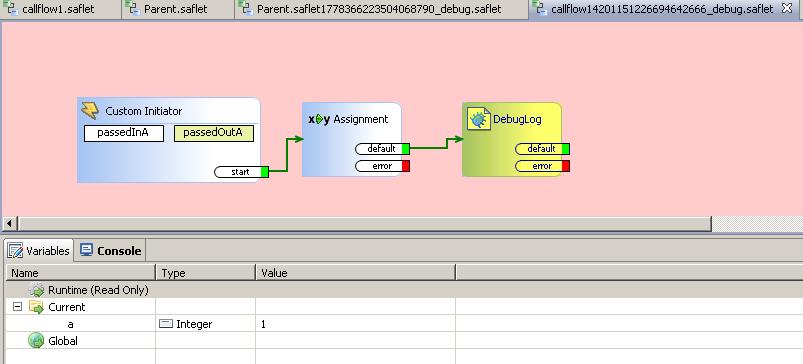 callflow1.saflet Parent.saflet Parent.saflet1778366223504068790_debug.saflet callflow14201151226694642666_debug.saflet
Custom Initiator
passedInA passedOutA
start
x y Assignment
default
error
DebugLog
default
error
Variables Console
Name Type Value
Runtime (Read Only)
Current
a Integer 1
Global